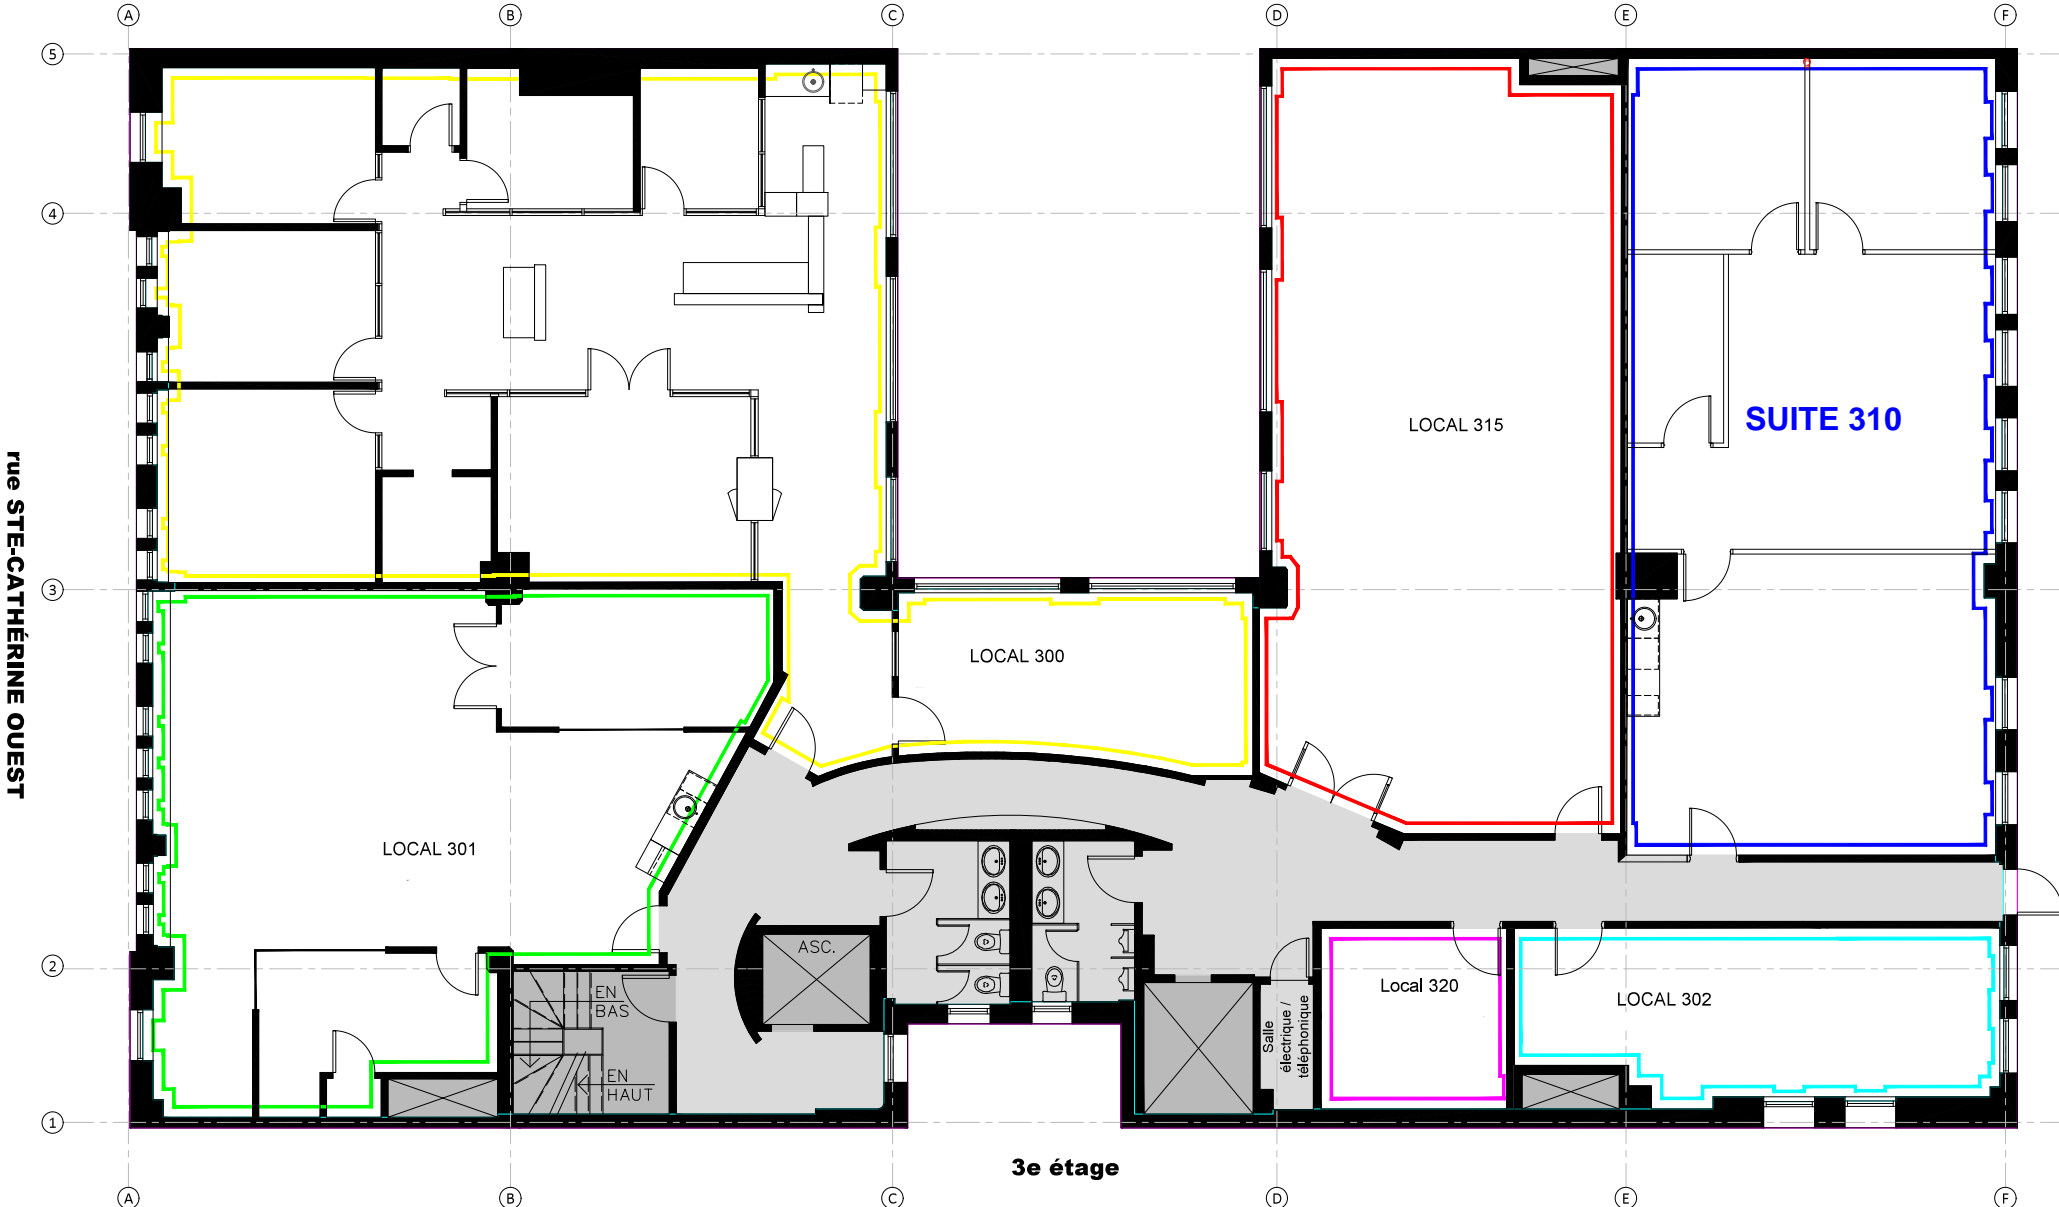 A B C D E F
5
4
LOCAL 315
SUITE 310
rue STE-CATHÉRINE OUEST
3
LOCAL 300
LOCAL 301
ASC.
2
EN
BAS
Local 320
LOCAL 302
Salle
électrique /
téléphonique
EN
HAUT
1
3e étage
A B C D E F